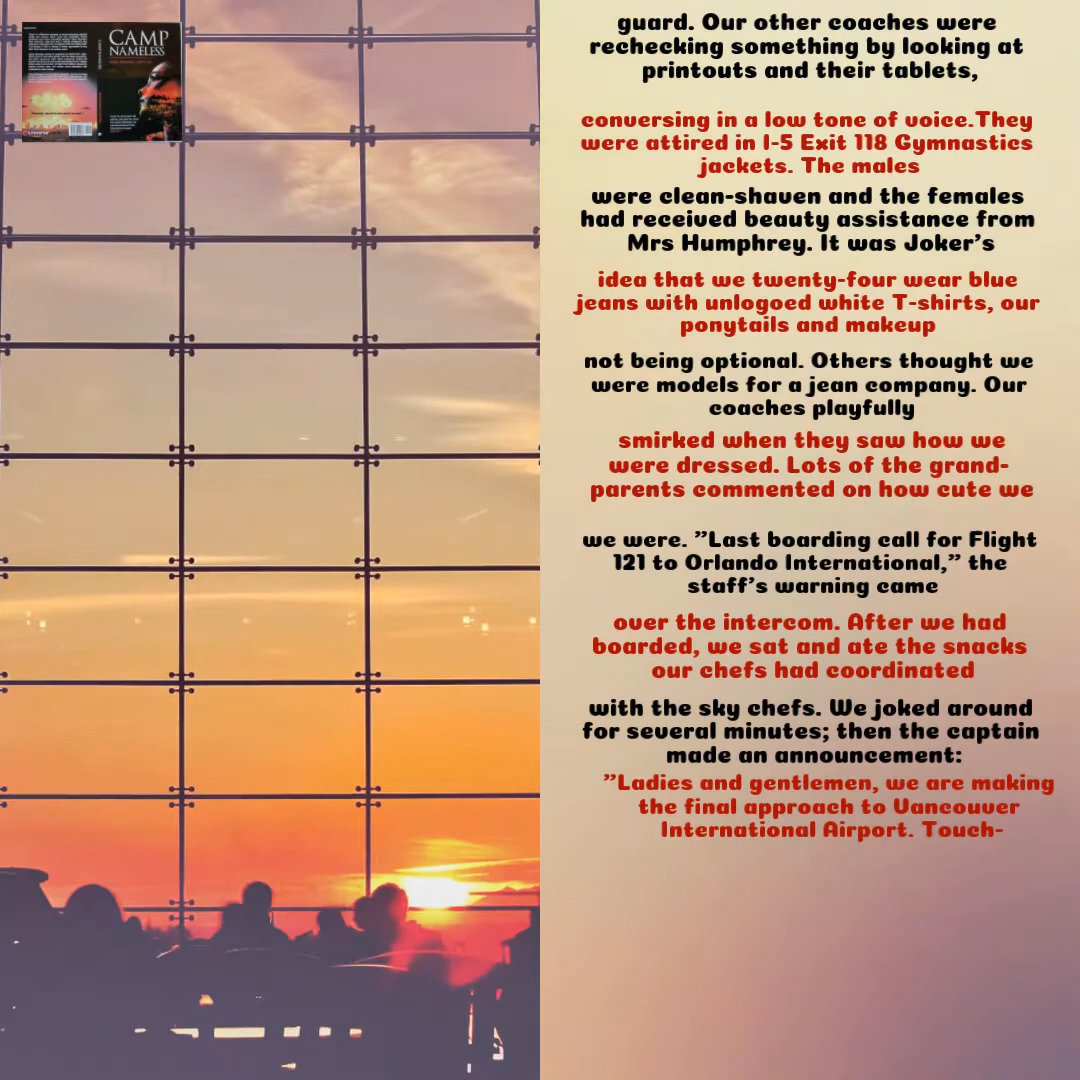 CAMP
NAMELESS
guard. Our other coaches were
rechecking something by looking at
printouts and their tablets,
conversing in a low tone of voice.They
were attired in I-5 Exit 118 Gymnastics
jackets. The males
were clean-shaven and the females
had received beauty assistance from
Mrs Humphrey. It was Joker’s
idea that we twenty-four wear blue
jeans with unlogoed white T-shirts, our
ponytails and makeup
not being optional. Others thought we
were models for a jean company. Our
coaches playfully
smirked when they saw how we
were dressed. Lots of the grand-
parents commented on how cute we
we were. ”Last boarding call for Flight
121 to Orlando International,” the
staff’s warning came
over the intercom. After we had
boarded, we sat and ate the snacks
our chefs had coordinated
with the sky chefs. We joked around
for several minutes; then the captain
made an announcement:
”Ladies and gentlemen, we are making
the final approach to Vancouver
International Airport. Touch-